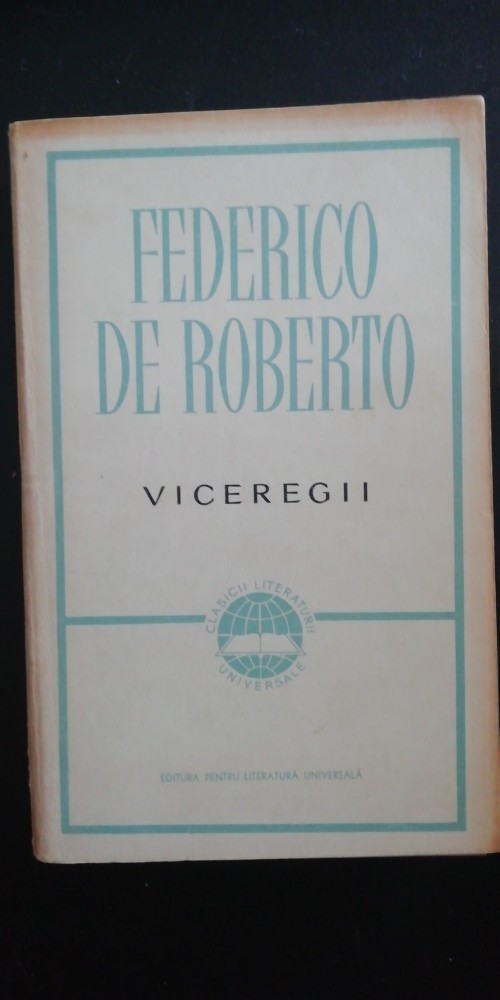 FEDERICO
DE ROBERTO
VICEREGII
CLASICII LITERATURII
UNIVERSALE
EDITURA PENTRU LITERATURĂ UNIVERSALĂ